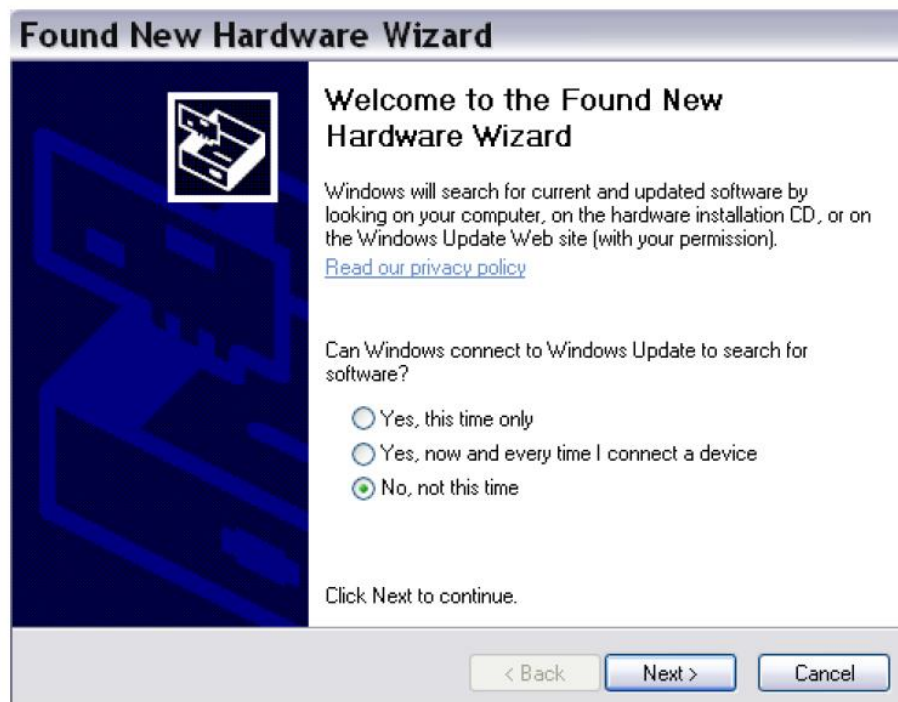 Found New Hardware Wizard
Welcome to the Found New
Hardware Wizard
Windows will search for current and updated software by
looking on your computer, on the hardware installation CD, or on
the Windows Update Web site (with your permission).
Read our privacy policy
Can Windows connect to Windows Update to search for
software?
Yes, this time only
Yes, now and every time I connect a device
No, not this time
Click Next to continue.
< Back
Next >
Cancel